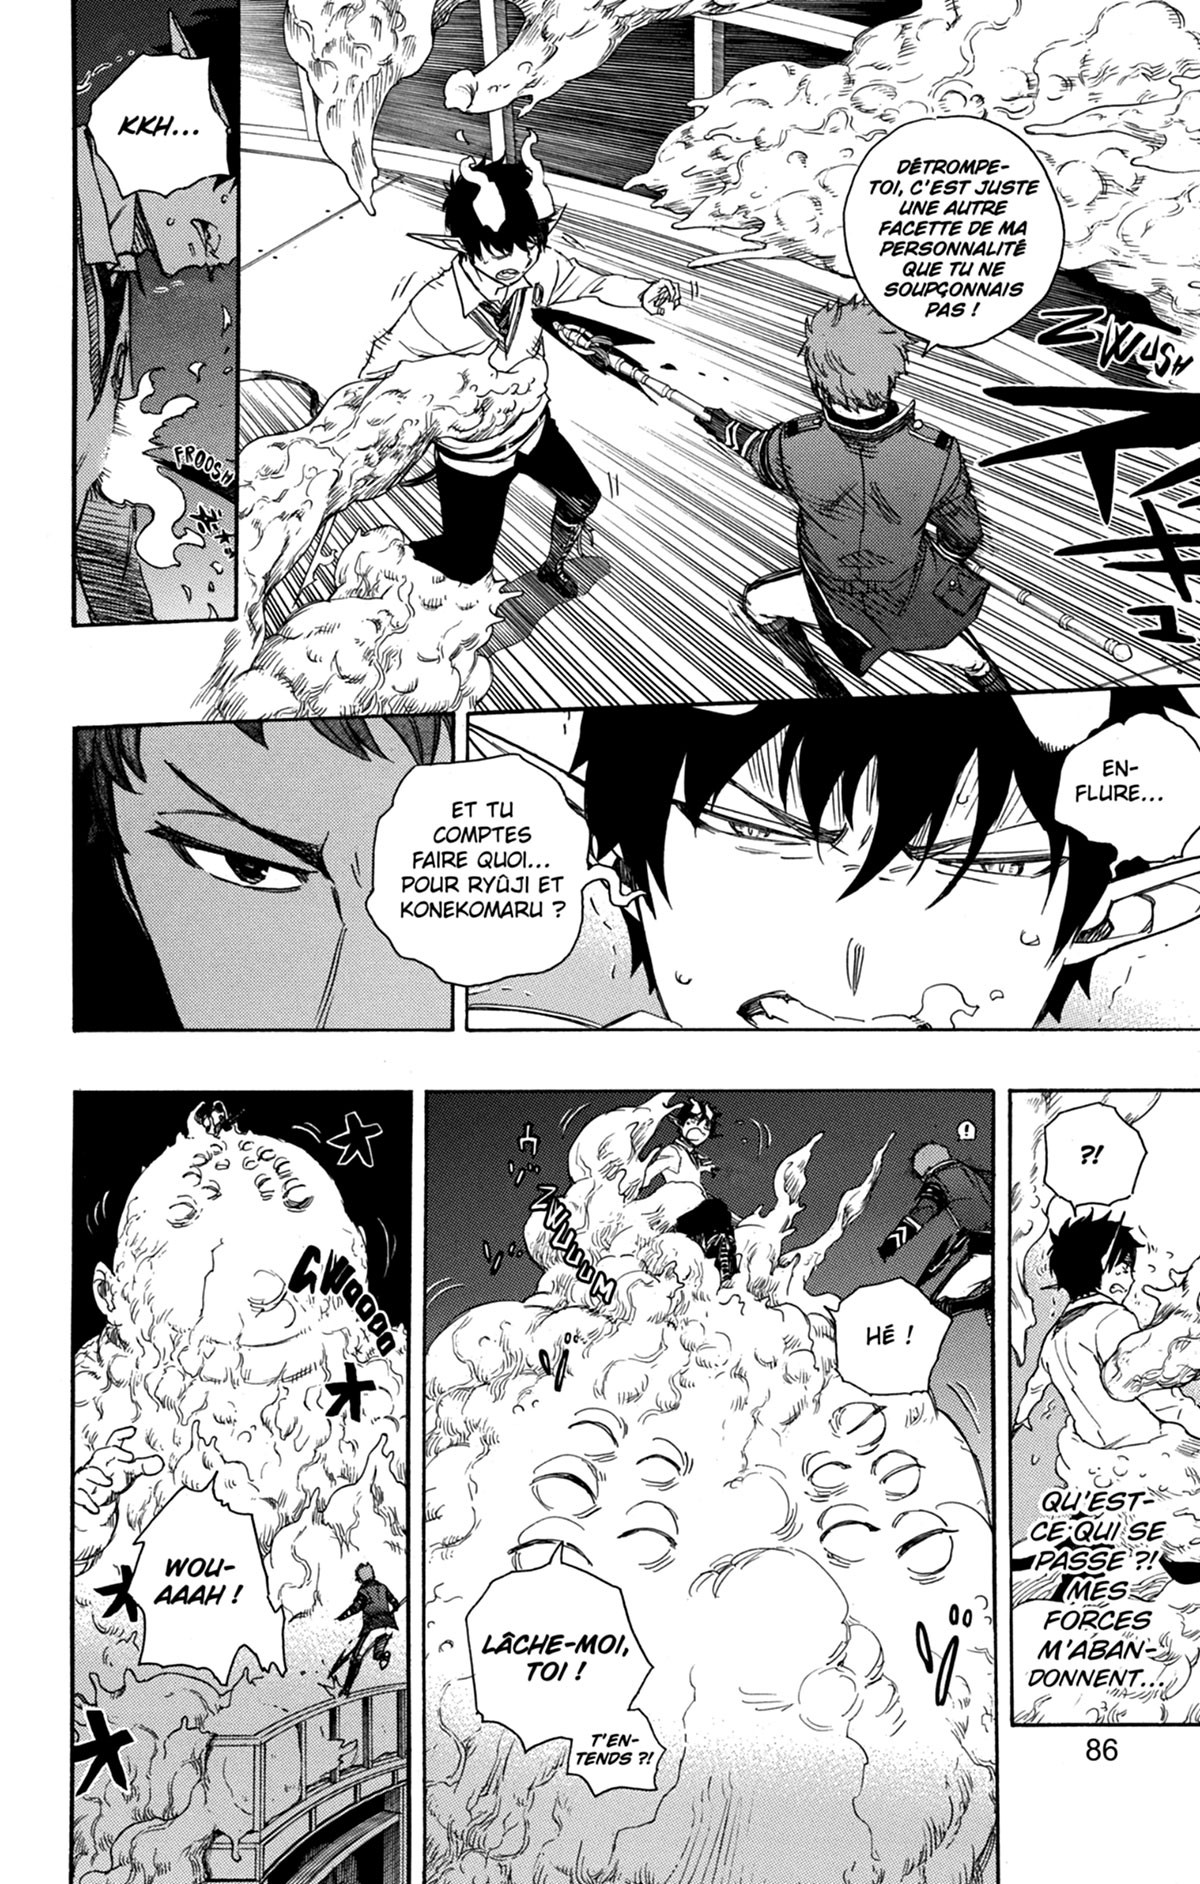 DÉTROMPE-
TOI, C'EST JUSTE
UNE AUTRE
FACETTE DE MA
PERSONNALITÉ
QUE TU NE
SOUPÇONNAIS
PAS !
ZWUSH
KKH...
FROOSH
EN-
FLURE...
ET TU
COMPTES
FAIRE QUOI...
POUR RYÛJI ET
KONEKOMARU ?
?!
QU'EST-
CE QUI SE
PASSE ?!
MES
FORCES
M'ABAN-
DONNENT...
!
HÉ !
ZVUUUM
LÂCHE-MOI,
TOI !
T'EN-
TENDS ?!
GWOOOO
WOU-
AAAH !
86